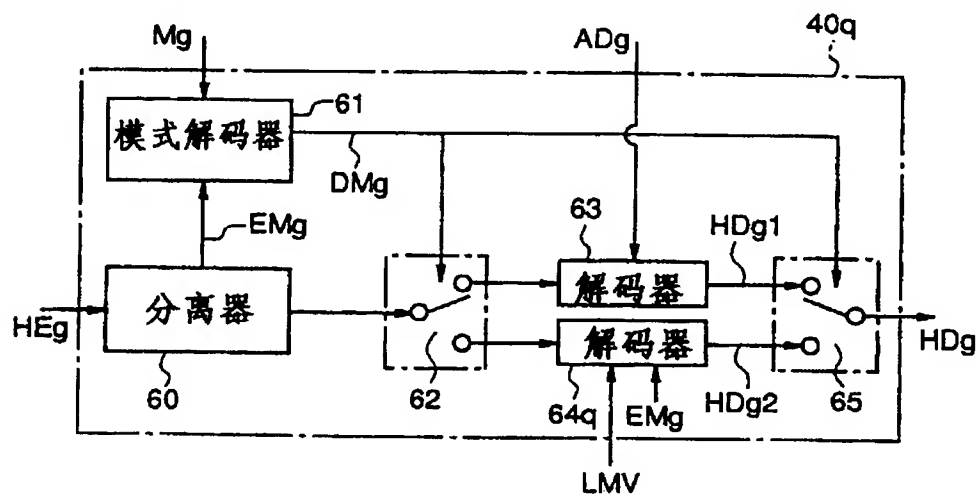 Mg
ADg
40q
61
模式解码器
DMg
EMg
63
HDg1
解码器
分离器
HEg
HDg
解码器
60
62
64q
EMg
HDg2
65
LMV